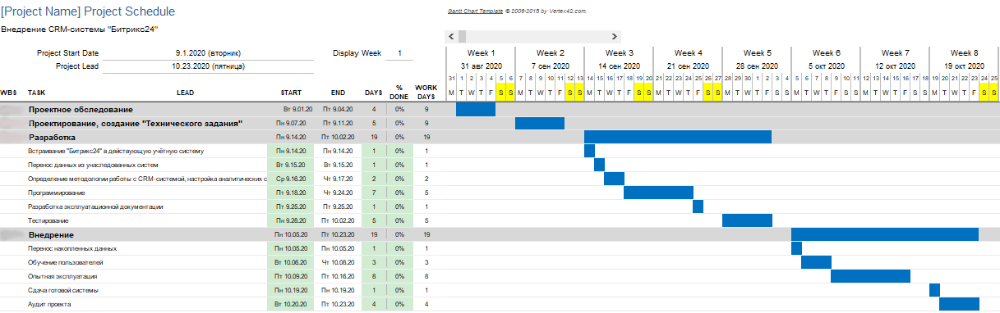 [Project Name] Project Schedule
Gantt Chart Template © 2006-2018 by Vertex42.com.
Внедрение CRM-системы "Битрикс24"
Project Start Date 9.1.2020 (вторник) Display Week 1 Week 1 Week 2 Week 3 Week 4 Week 5 Week 6 Week 7 Week 8
Project Lead 10.23.2020 (пятница) 31 авг 2020 7 сен 2020 14 сен 2020 21 сен 2020 28 сен 2020 5 окт 2020 12 окт 2020 19 окт 2020
31 1 2 3 4 5 6 7 8 9 10 11 12 13 14 15 16 17 18 19 20 21 22 23 24 25 26 27 28 29 30 1 2 3 4 5 6 7 8 9 10 11 12 13 14 15 16 17 18 19 20 21 22 23 24 25
WBS TASK LEAD START END DAYS % DONE WORK DAYS M T W T F S S M T W T F S S M T W T F S S M T W T F S S M T W T F S S M T W T F S S M T W T F S S M T W T F S S
Проектное обследование Вт 9.01.20 Пт 9.04.20 4 0% 9
Проектирование, создание "Технического задания" Пн 9.07.20 Пт 9.11.20 5 0% 9
Разработка Пн 9.14.20 Пт 10.02.20 19 0% 19
Встраивание "Битрикс24" в действующую учётную систему Пн 9.14.20 Пн 9.14.20 1 0% 1
Перенос данных из унаследованных систем Вт 9.15.20 Вт 9.15.20 1 0% 1
Определение методологии работы с CRM-системой, настройка аналитических с Ср 9.16.20 Чт 9.17.20 2 0% 2
Программирование Пт 9.18.20 Чт 9.24.20 7 0% 5
Разработка эксплуатационной документации Пт 9.25.20 Пт 9.25.20 1 0% 1
Тестирование Пн 9.28.20 Пт 10.02.20 5 0% 5
Внедрение Пн 10.05.20 Пт 10.23.20 19 0% 19
Перенос накопленных данных Пн 10.05.20 Пн 10.05.20 1 0% 1
Обучение пользователей Вт 10.06.20 Чт 10.08.20 3 0% 3
Опытная эксплуатация Пт 10.09.20 Пт 10.16.20 8 0% 8
Сдача готовой системы Пн 10.19.20 Пн 10.19.20 1 0% 1
Аудит проекта Вт 10.20.20 Пт 10.23.20 4 0% 4